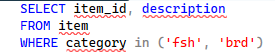 SELECT item_id, description
FROM item
WHERE category in ('fsh', 'brd')